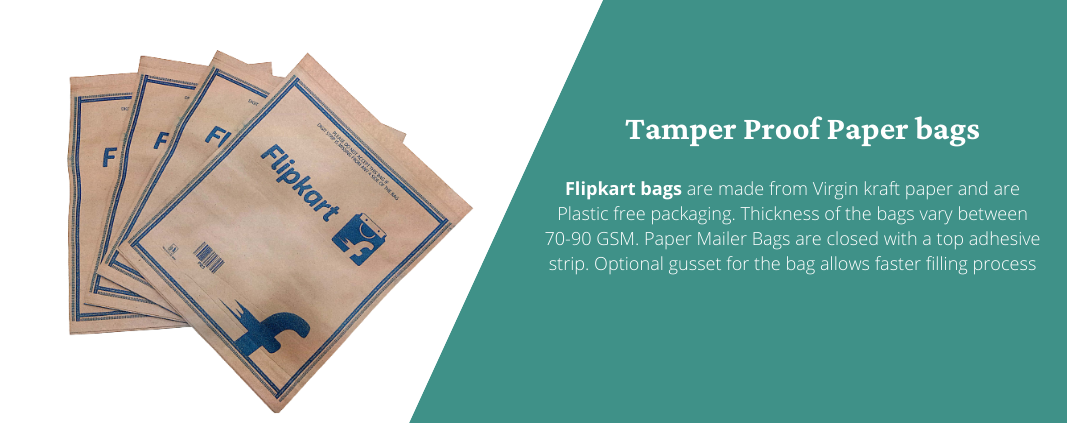 Tamper Proof Paper bags
Flipkart bags are made from Virgin kraft paper and are
Plastic free packaging. Thickness of the bags vary between
70-90 GSM. Paper Mailer Bags are closed with a top adhesive
strip. Optional gusset for the bag allows faster filling process
F
F
Fl
Flipkart
f
f